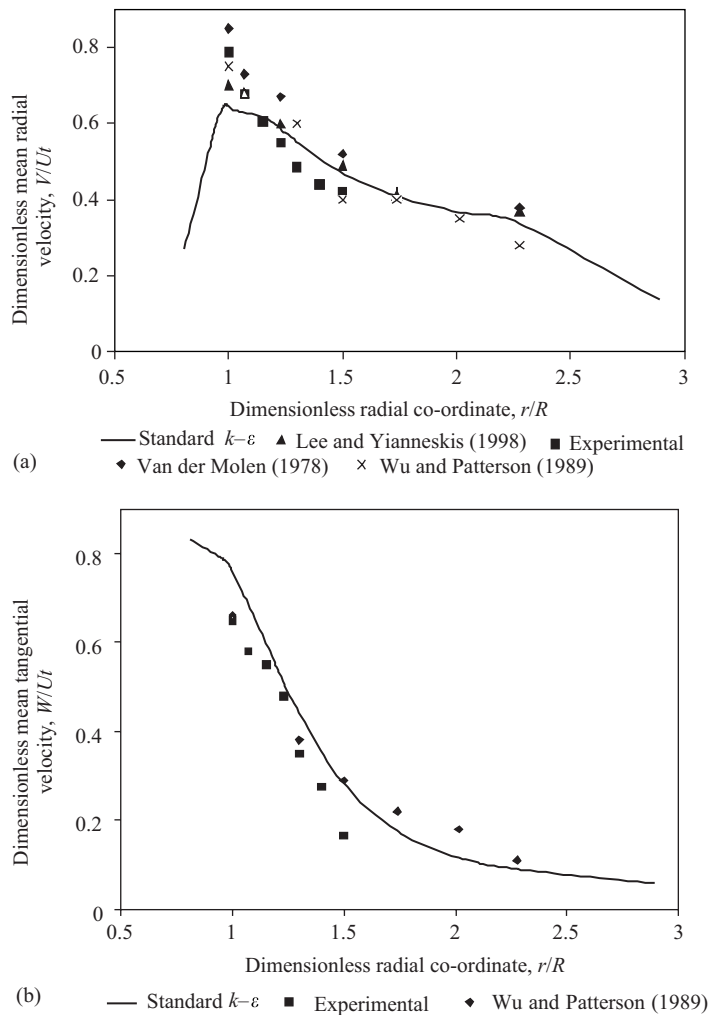 0.8
0.6
0.4
0.2
0
0.5 1 1.5 2 2.5 3
Dimensionless mean radial
velocity, V/Ut
Dimensionless radial co-ordinate, r/R
Standard k–ε Lee and Yianneskis (1998) Experimental
Van der Molen (1978) Wu and Patterson (1989)
(a)
0.8
0.6
0.4
0.2
0
0.5 1 1.5 2 2.5 3
Dimensionless mean tangential
velocity, W/Ut
Dimensionless radial co-ordinate, r/R
(b) Standard k–ε Experimental Wu and Patterson (1989)